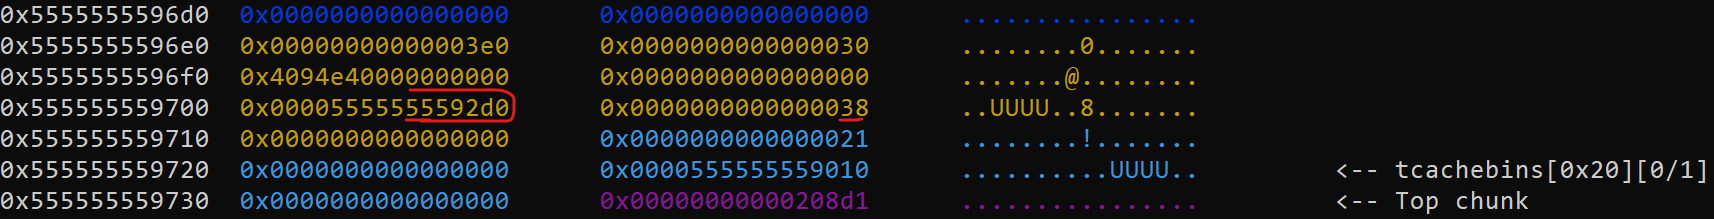 0x5555555596d0 0x0000000000000000 0x0000000000000000 ................
0x5555555596e0 0x00000000000003e0 0x0000000000000030 ........0.......
0x5555555596f0 0x4094e40000000000 0x0000000000000000 .......@........
0x555555559700 0x00005555555592d0 0x0000000000000038 ..UUUU..8.......
0x555555559710 0x0000000000000000 0x0000000000000021 ........!.......
0x555555559720 0x0000000000000000 0x0000555555559010 ..........UUUU.. <-- tcachebins[0x20][0/1]
0x555555559730 0x0000000000000000 0x00000000000208d1 ................ <-- Top chunk